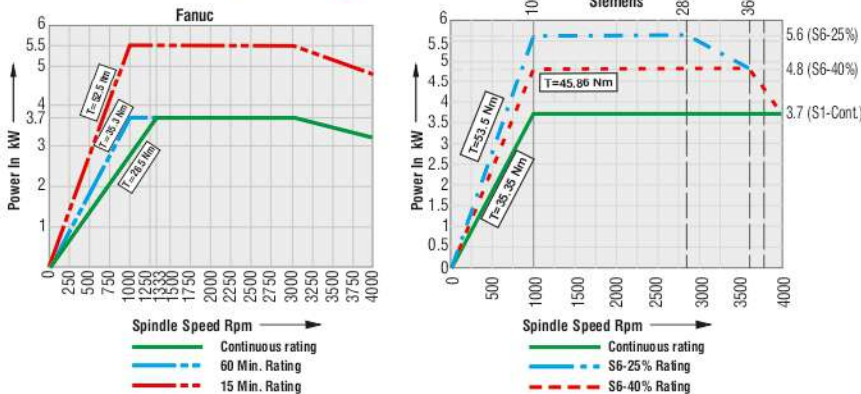 Fanuc
Power In kW
6
5.5
5
4
3.7
3
2
1
T=52.5 Nm
T=35.3 Nm
T=26.5 Nm
0
250
500
750
1000
1250
1333
1500
1750
2000
2250
2500
2750
3000
3250
3500
3750
4000
Spindle Speed Rpm
Continuous rating
60 Min. Rating
15 Min. Rating
Siemens
10
28
36
Power In kW
6
5.5
5
4.5
4
3.5
3
2.5
2
1.5
1
0.5
0
T=53.5 Nm
T=45.86 Nm
T=35.35 Nm
5.6 (S6-25%)
4.8 (S6-40%)
3.7 (S1-Cont.)
0
500
1000
1500
2000
2500
3000
3500
4000
Spindle Speed Rpm
Continuous rating
S6-25% Rating
S6-40% Rating